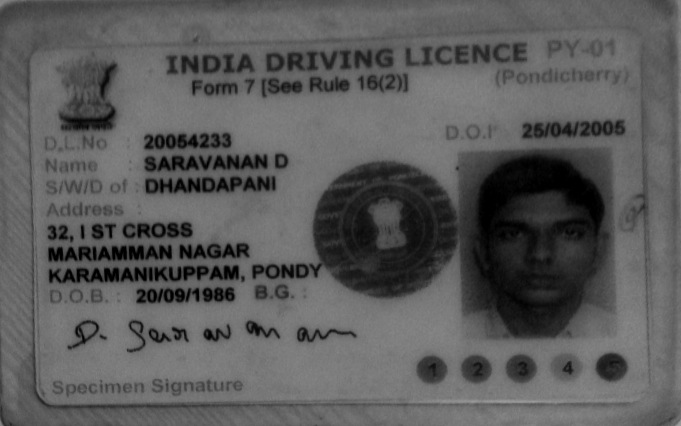 INDIA DRIVING LICENCE PY-01
Form 7 [See Rule 16(2)] (Pondicherry)
D.L.No : 20054233 D.O.I 25/04/2005
Name : SARAVANAN D
S/W/D of : DHANDAPANI
Address :
32, I ST CROSS
MARIAMMAN NAGAR
KARAMANIKUPPAM, PONDY
D.O.B. : 20/09/1986 B.G. :
D. Saravanan
1 2 3 4 5
Specimen Signature